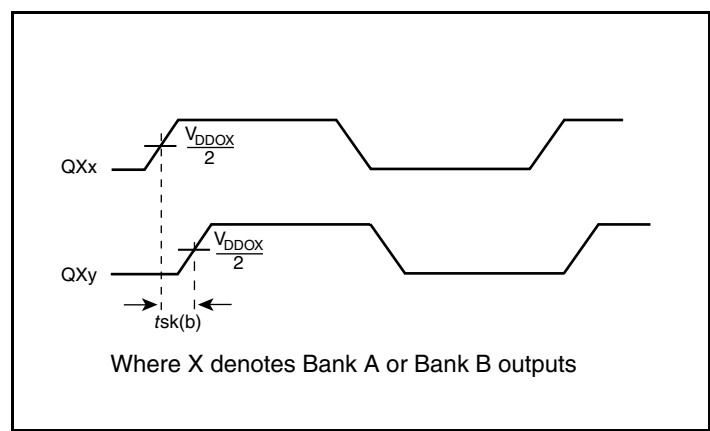 V_DDOX
2
QXx
V_DDOX
2
QXy
tsk(b)
Where X denotes Bank A or Bank B outputs